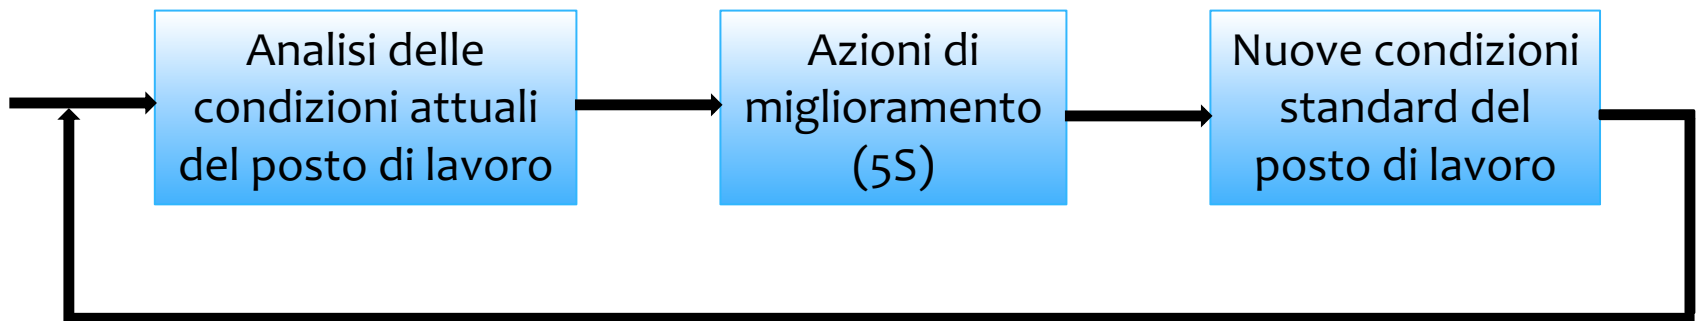 Analisi delle
condizioni attuali
del posto di lavoro
Azioni di
miglioramento
(5S)
Nuove condizioni
standard del
posto di lavoro